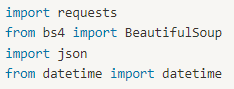 import requests
from bs4 import BeautifulSoup
import json
from datetime import datetime